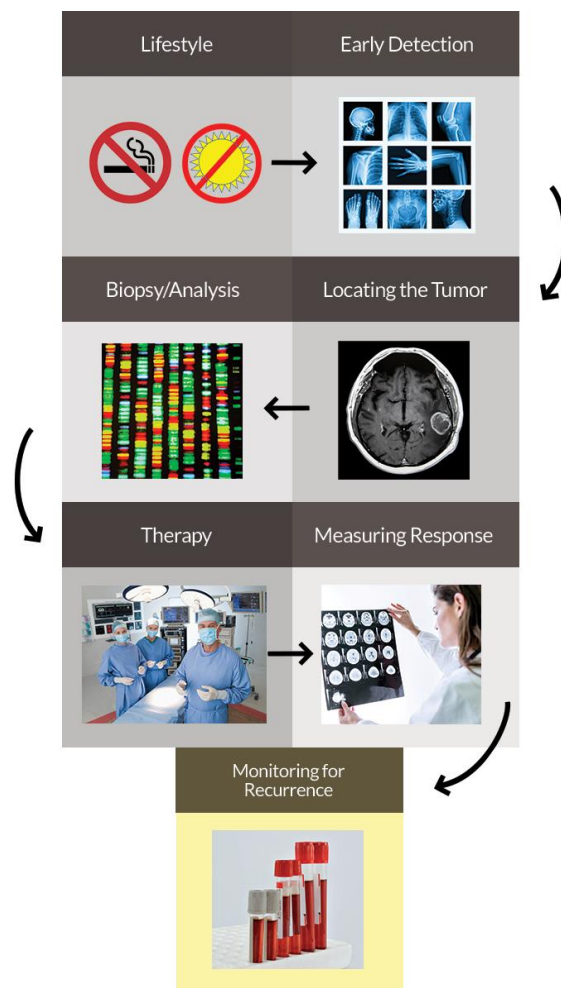 Lifestyle
Early Detection
Biopsy/Analysis
Locating the Tumor
Therapy
Measuring Response
Monitoring for
Recurrence